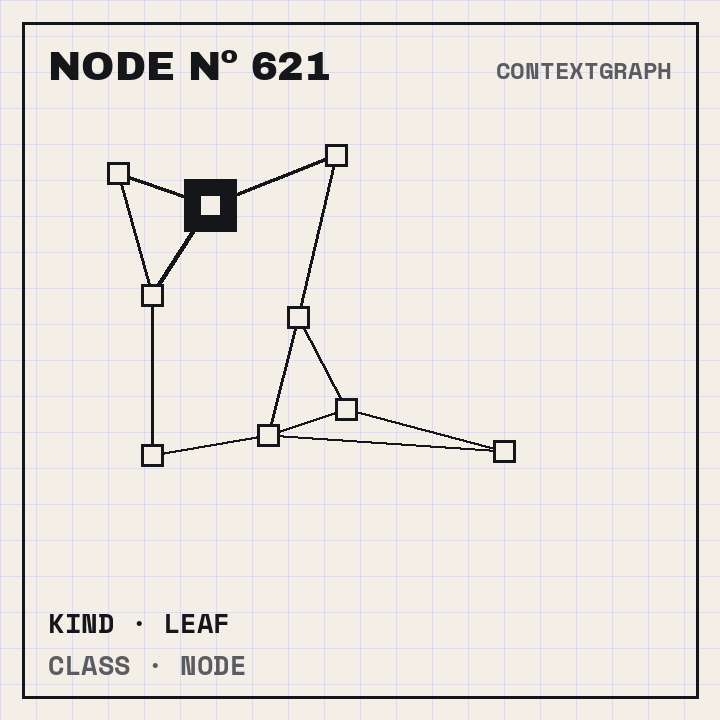 NODE Nº 621
CONTEXTGRAPH
KIND · LEAF
CLASS · NODE